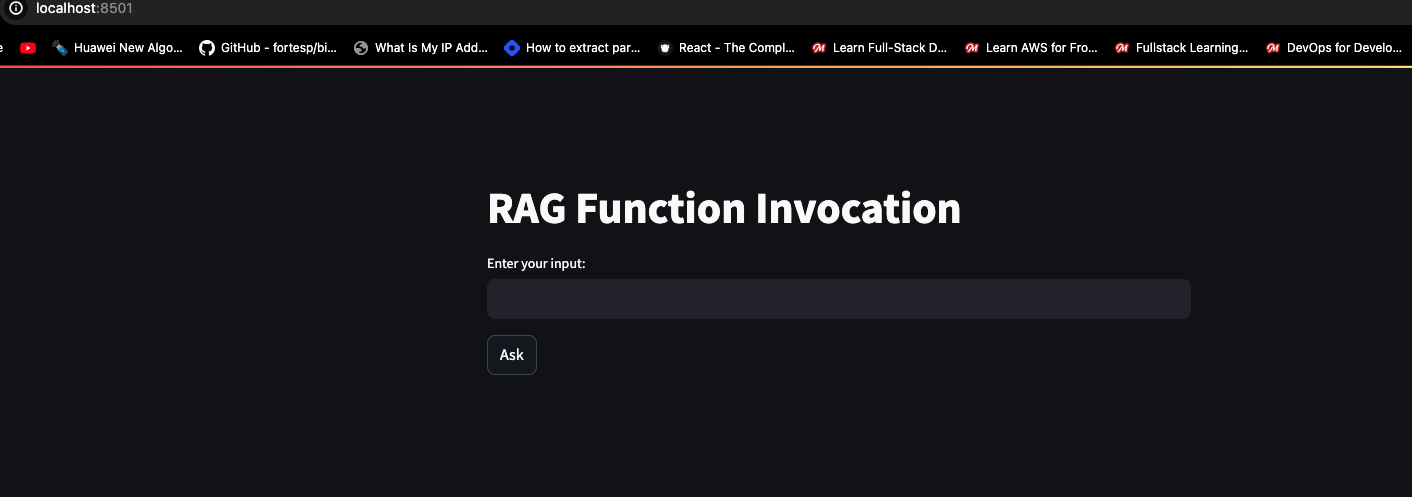 localhost:8501
Huawei New Algo... GitHub - fortesp/bi... What Is My IP Add... How to extract par... React - The Compl... Learn Full-Stack D... Learn AWS for Fro... Fullstack Learning... DevOps for Develo...
RAG Function Invocation
Enter your input:
Ask